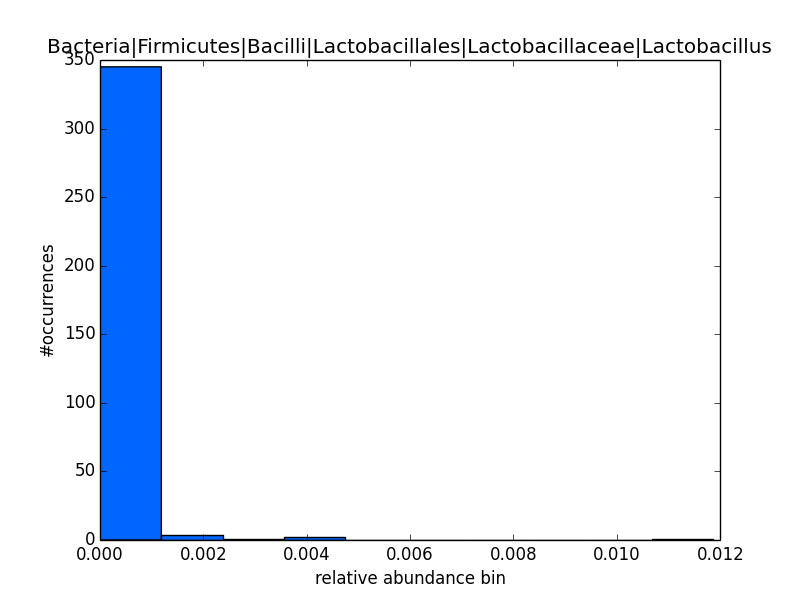 Bacteria|Firmicutes|Bacilli|Lactobacillales|Lactobacillaceae|Lactobacillus
350
300
250
200
150
100
50
0
#occurrences
0.000 0.002 0.004 0.006 0.008 0.010 0.012
relative abundance bin